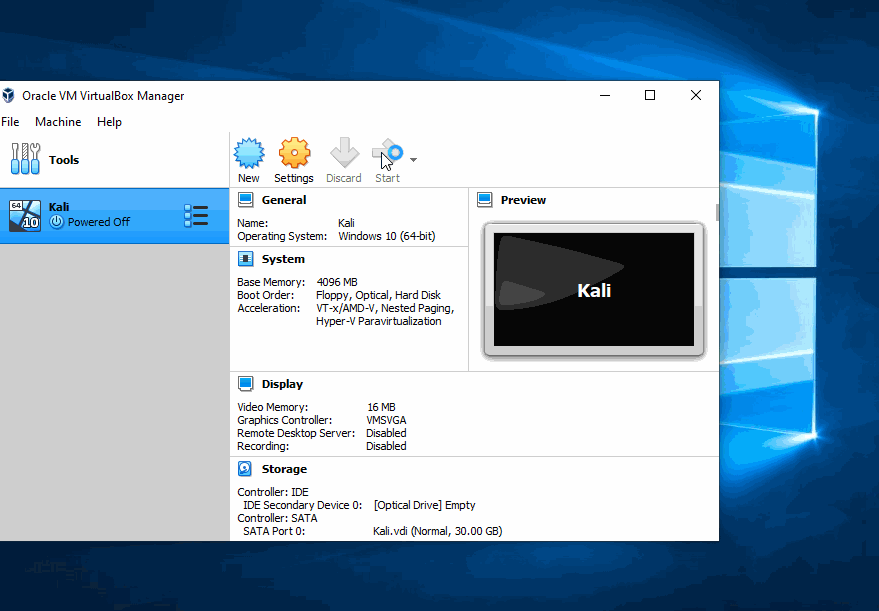 Oracle VM VirtualBox Manager
File Machine Help
Tools
New Settings Discard Start
64
10
Kali
Powered Off
General
Name: Kali
Operating System: Windows 10 (64-bit)
System
Base Memory: 4096 MB
Boot Order: Floppy, Optical, Hard Disk
Acceleration: VT-x/AMD-V, Nested Paging,
Hyper-V Paravirtualization
Preview
Kali
Display
Video Memory: 16 MB
Graphics Controller: VMSVGA
Remote Desktop Server: Disabled
Recording: Disabled
Storage
Controller: IDE
IDE Secondary Device 0: [Optical Drive] Empty
Controller: SATA
SATA Port 0: Kali.vdi (Normal, 30.00 GB)